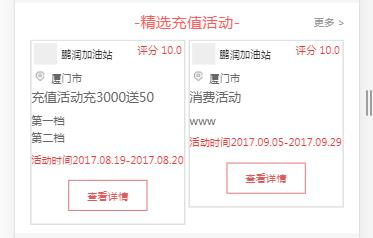 -精选充值活动-
更多 >
鹏润加油站 评分 10.0
厦门市
充值活动充3000送50
第一档
第二档
活动时间2017.08.19-2017.08.20
查看详情
鹏润加油站 评分 10.0
厦门市
消费活动
www
活动时间2017.09.05-2017.09.29
查看详情